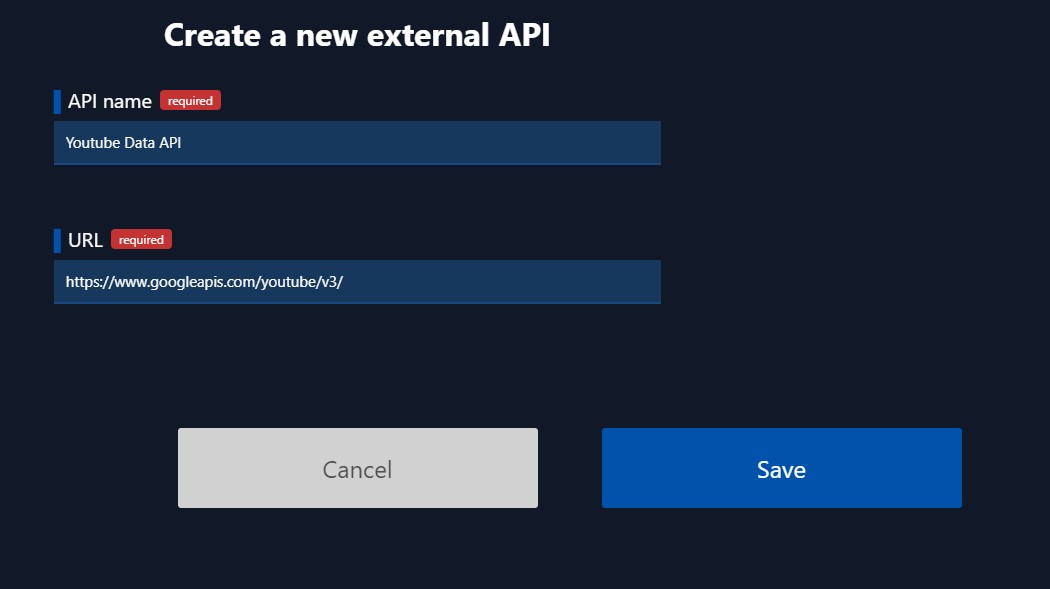 Create a new external API
API name required
Youtube Data API
URL required
https://www.googleapis.com/youtube/v3/
Cancel Save